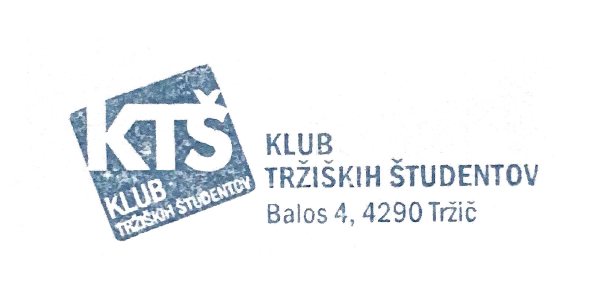 KTŠ
KLUB
TRŽIŠKIH ŠTUDENTOV
KLUB
TRŽIŠKIH ŠTUDENTOV
Balos 4, 4290 Tržič